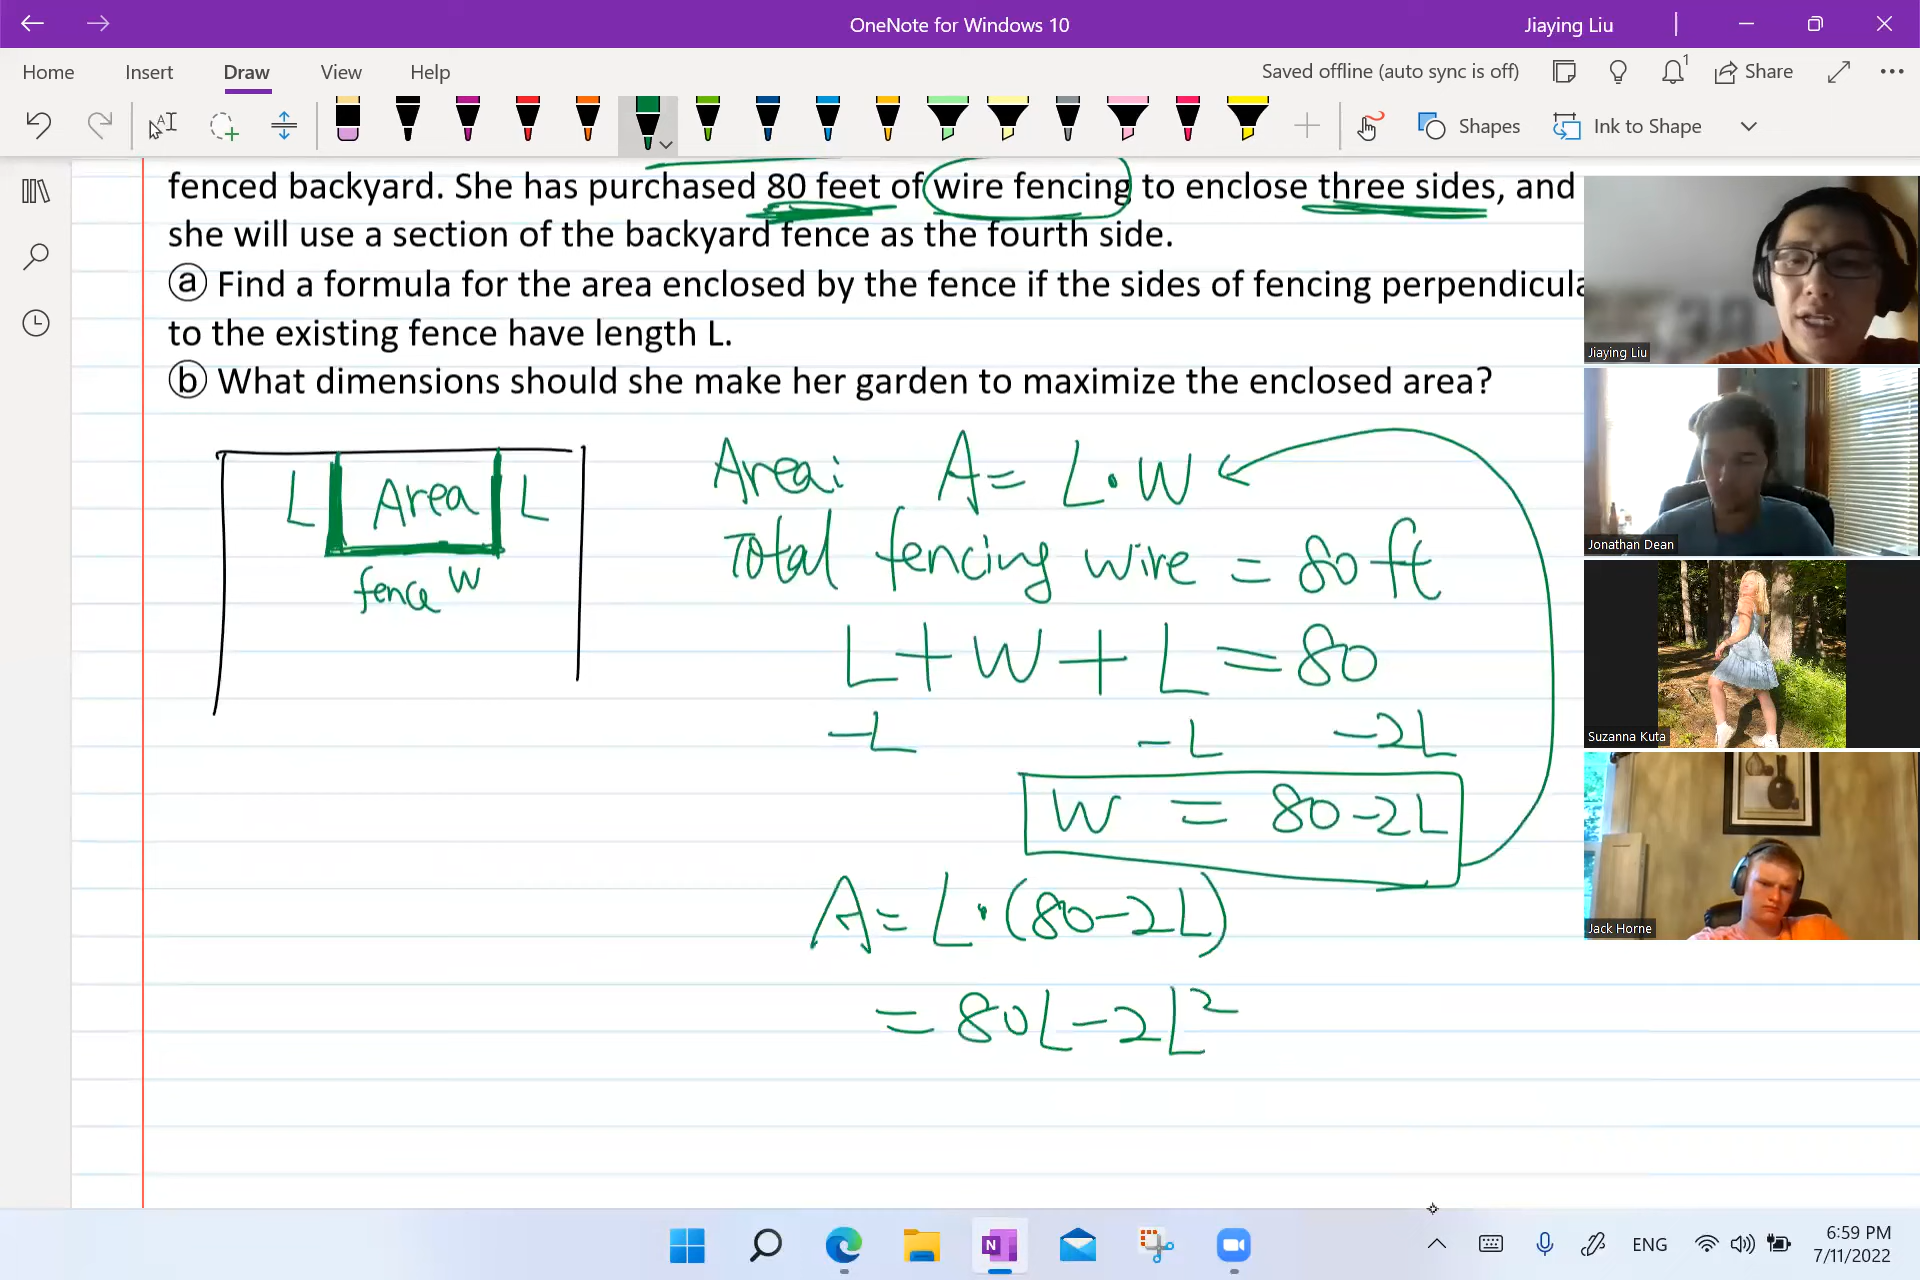 OneNote for Windows 10
Jiaying Liu
Home Insert Draw View Help
Saved offline (auto sync is off)
1
Share
Shapes
Ink to Shape
fenced backyard. She has purchased 80 feet of wire fencing to enclose three sides, and
she will use a section of the backyard fence as the fourth side.
ⓐ Find a formula for the area enclosed by the fence if the sides of fencing perpendicula
to the existing fence have length L.
ⓑ What dimensions should she make her garden to maximize the enclosed area?
L Area L
fence W
Area: A = L·W
Total fencing wire = 80 ft
L + W + L = 80
-L -L -2L
W = 80-2L
A = L·(80-2L)
= 80L-2L²
Jiaying Liu
Jonathan Dean
Suzanna Kuta
Jack Horne
ENG
6:59 PM
7/11/2022